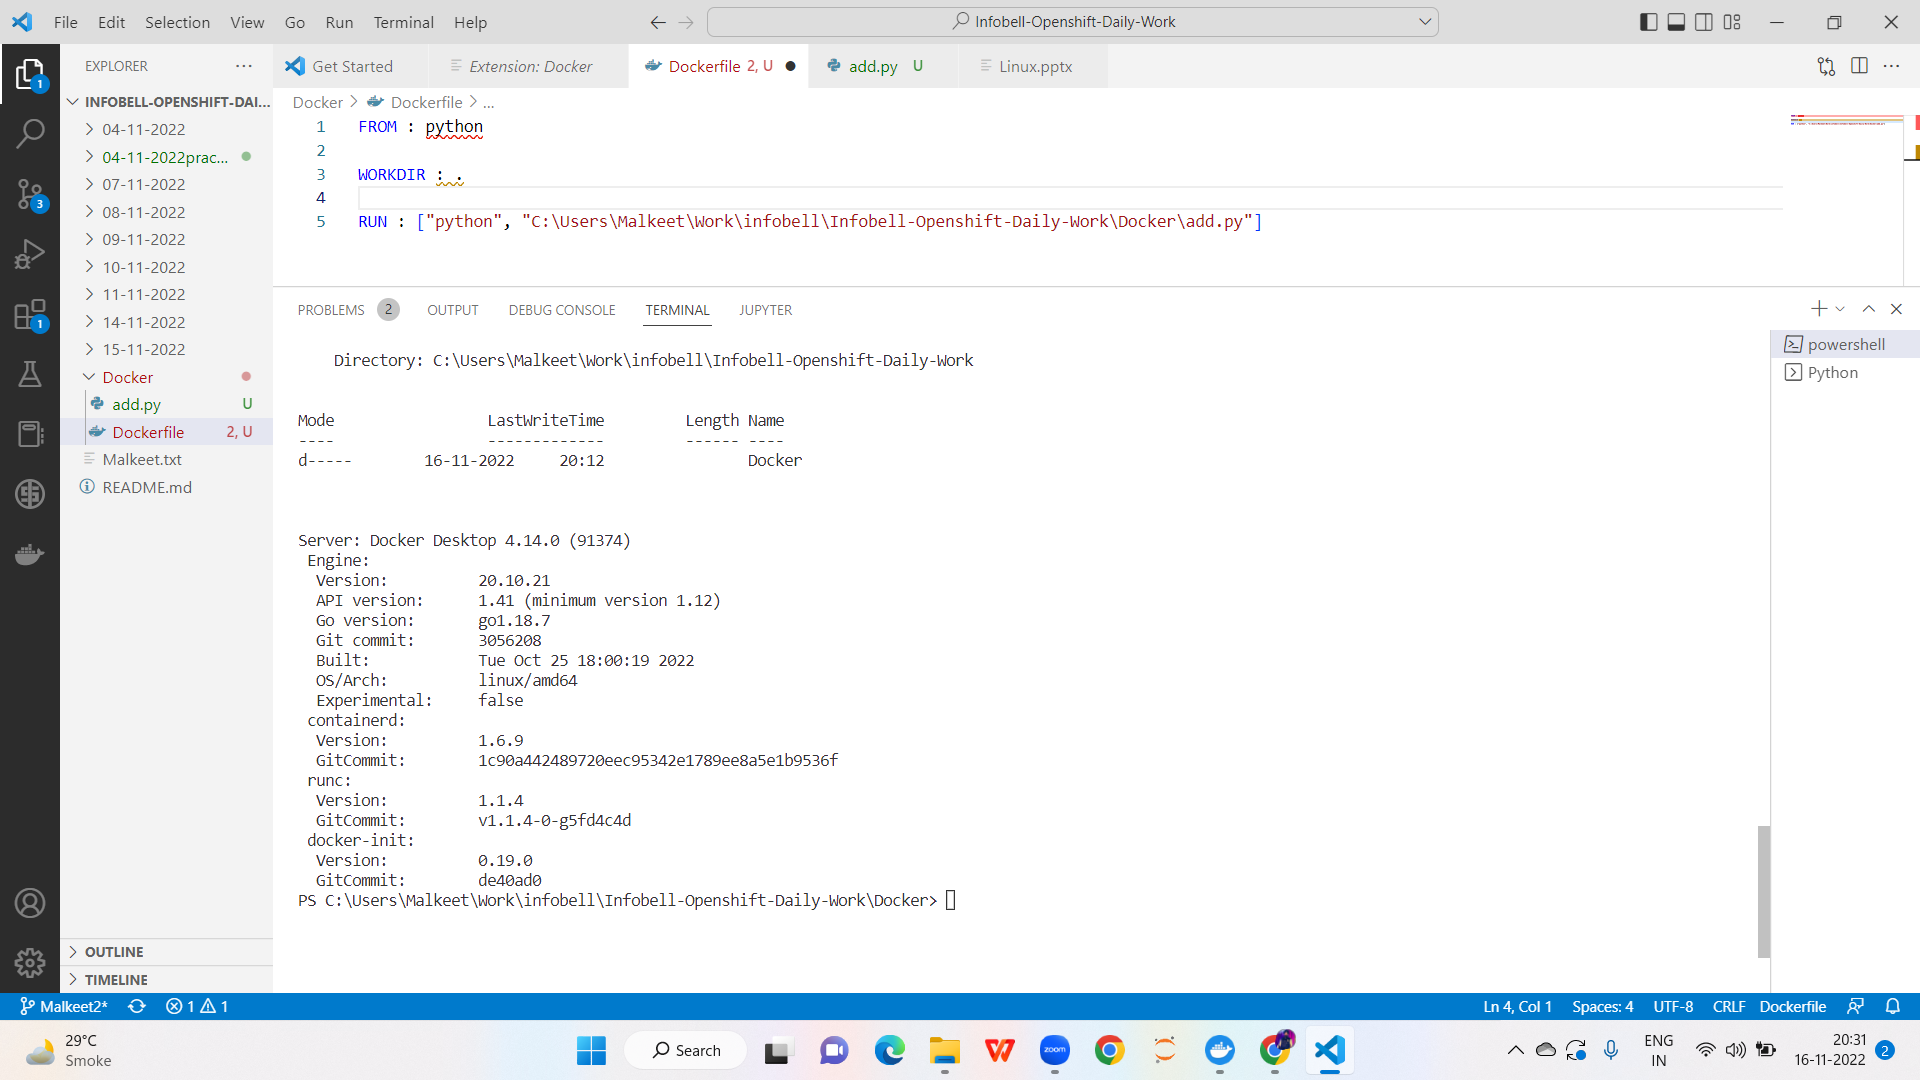 File Edit Selection View Go Run Terminal Help
Infobell-Openshift-Daily-Work
EXPLORER
Get Started
Extension: Docker
Dockerfile 2, U
add.py U
Linux.pptx
INFOBELL-OPENSHIFT-DAI...
04-11-2022
04-11-2022prac...
07-11-2022
08-11-2022
09-11-2022
10-11-2022
11-11-2022
14-11-2022
15-11-2022
Docker
add.py U
Dockerfile 2, U
Malkeet.txt
README.md
OUTLINE
TIMELINE
1
3
1
Docker > Dockerfile > ...
1 FROM : python
2
3 WORKDIR : .
4
5 RUN : ["python", "C:\Users\Malkeet\Work\infobell\Infobell-Openshift-Daily-Work\Docker\add.py"]
PROBLEMS 2 OUTPUT DEBUG CONSOLE TERMINAL JUPYTER
powershell
Python
Directory: C:\Users\Malkeet\Work\infobell\Infobell-Openshift-Daily-Work
Mode LastWriteTime Length Name
---- ------------- ------ ----
d----- 16-11-2022 20:12 Docker
Server: Docker Desktop 4.14.0 (91374)
Engine:
Version: 20.10.21
API version: 1.41 (minimum version 1.12)
Go version: go1.18.7
Git commit: 3056208
Built: Tue Oct 25 18:00:19 2022
OS/Arch: linux/amd64
Experimental: false
containerd:
Version: 1.6.9
GitCommit: 1c90a442489720eec95342e1789ee8a5e1b9536f
runc:
Version: 1.1.4
GitCommit: v1.1.4-0-g5fd4c4d
docker-init:
Version: 0.19.0
GitCommit: de40ad0
PS C:\Users\Malkeet\Work\infobell\Infobell-Openshift-Daily-Work\Docker>
Malkeet2* 1 1
Ln 4, Col 1 Spaces: 4 UTF-8 CRLF Dockerfile
29°C
Smoke
Search
zoom
ENG
IN
20:31
16-11-2022
2